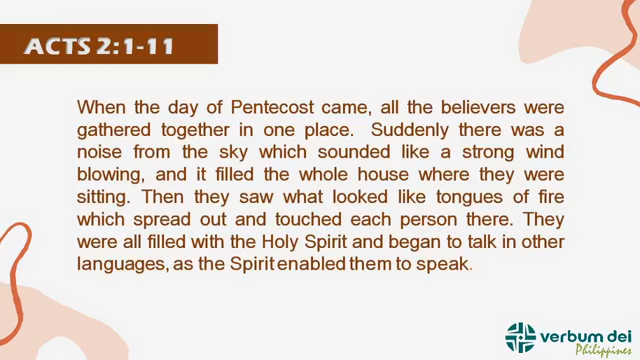 ACTS 2:1-11
When the day of Pentecost came, all the believers were
gathered together in one place. Suddenly there was a
noise from the sky which sounded like a strong wind
blowing, and it filled the whole house where they were
sitting. Then they saw what looked like tongues of fire
which spread out and touched each person there. They
were all filled with the Holy Spirit and began to talk in other
languages, as the Spirit enabled them to speak.
verbum dei
Philippines